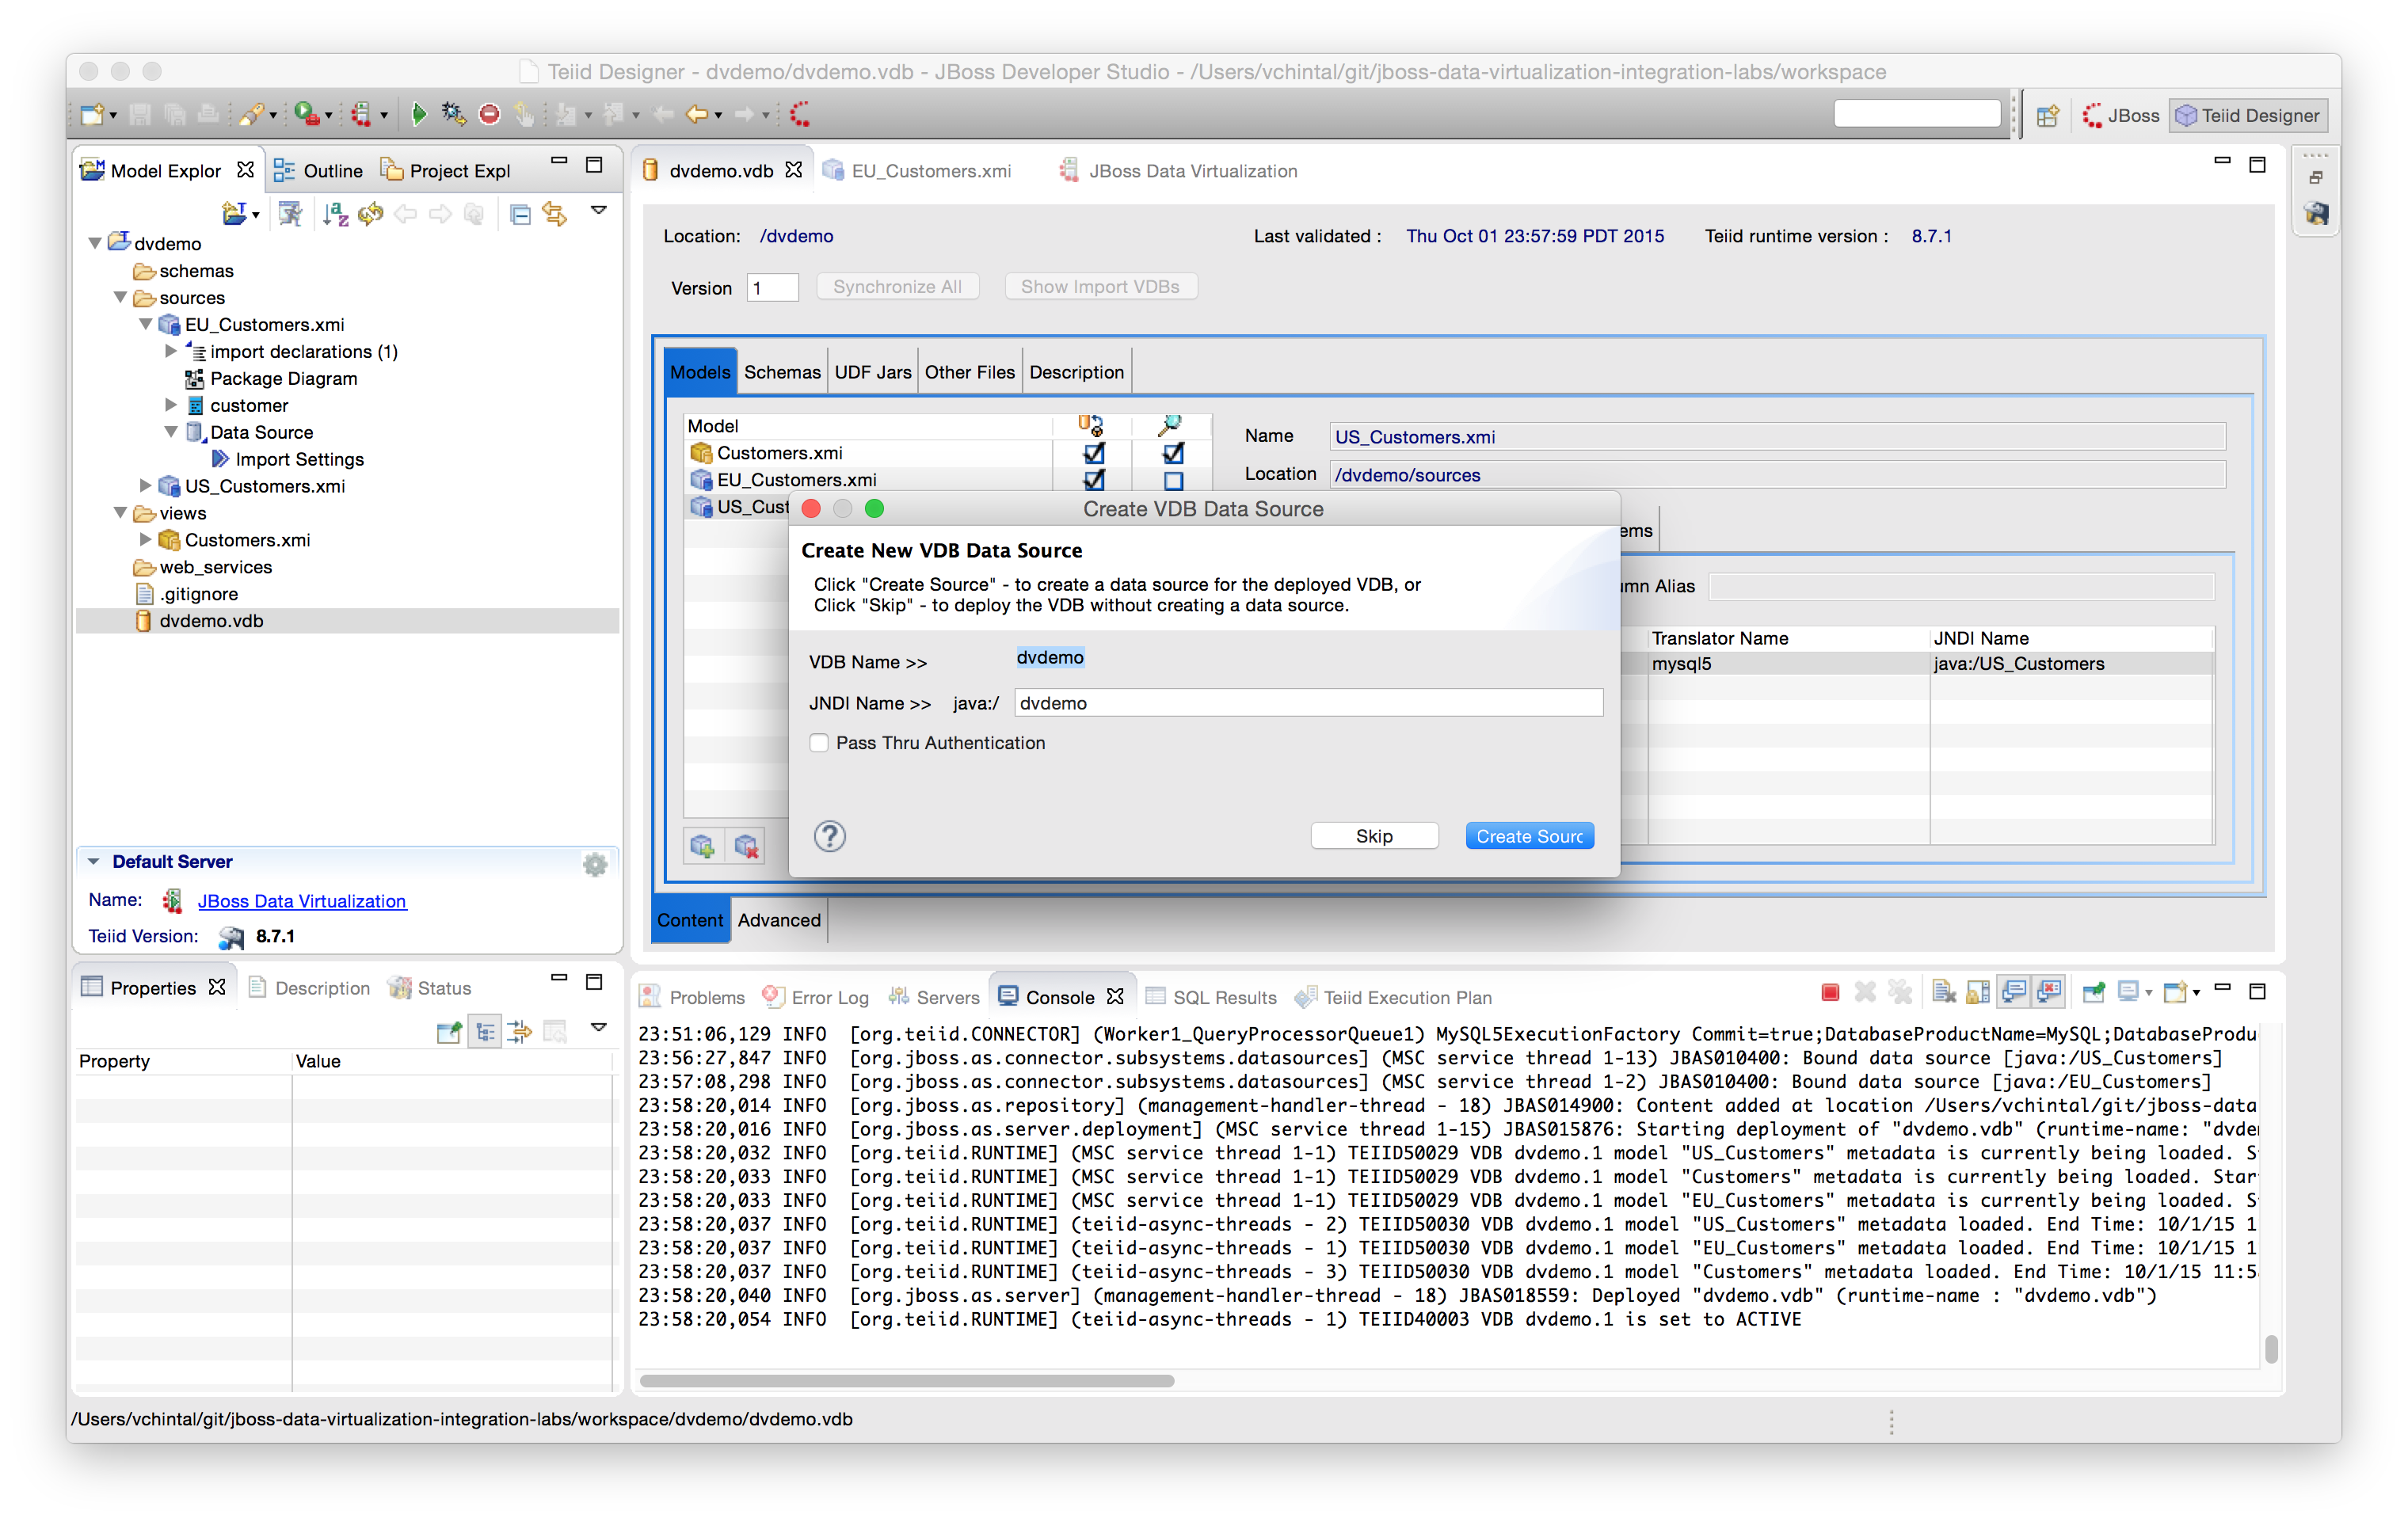 Teiid Designer - dvdemo/dvdemo.vdb - JBoss Developer Studio - /Users/vchintal/git/jboss-data-virtualization-integration-labs/workspace
JBoss
Teiid Designer
Model Explor
Outline
Project Expl
dvdemo
schemas
sources
EU_Customers.xmi
import declarations (1)
Package Diagram
customer
Data Source
Import Settings
US_Customers.xmi
views
Customers.xmi
web_services
.gitignore
dvdemo.vdb
Default Server
Name: JBoss Data Virtualization
Teiid Version: 8.7.1
Properties
Description
Status
Property Value
dvdemo.vdb
EU_Customers.xmi
JBoss Data Virtualization
Location: /dvdemo
Last validated : Thu Oct 01 23:57:59 PDT 2015
Teiid runtime version : 8.7.1
Version 1
Synchronize All
Show Import VDBs
Models
Schemas
UDF Jars
Other Files
Description
Model
Customers.xmi
EU_Customers.xmi
US_Cust
Name US_Customers.xmi
Location /dvdemo/sources
ems
mn Alias
Translator Name JNDI Name
mysql5 java:/US_Customers
Create VDB Data Source
Create New VDB Data Source
Click "Create Source" - to create a data source for the deployed VDB, or
Click "Skip" - to deploy the VDB without creating a data source.
VDB Name >> dvdemo
JNDI Name >> java:/ dvdemo
Pass Thru Authentication
?
Skip
Create Sourc
Content
Advanced
Problems
Error Log
Servers
Console
SQL Results
Teiid Execution Plan
23:51:06,129 INFO [org.teiid.CONNECTOR] (Worker1_QueryProcessorQueue1) MySQL5ExecutionFactory Commit=true;DatabaseProductName=MySQL;DatabaseProdu
23:56:27,847 INFO [org.jboss.as.connector.subsystems.datasources] (MSC service thread 1-13) JBAS010400: Bound data source [java:/US_Customers]
23:57:08,298 INFO [org.jboss.as.connector.subsystems.datasources] (MSC service thread 1-2) JBAS010400: Bound data source [java:/EU_Customers]
23:58:20,014 INFO [org.jboss.as.repository] (management-handler-thread - 18) JBAS014900: Content added at location /Users/vchintal/git/jboss-data
23:58:20,016 INFO [org.jboss.as.server.deployment] (MSC service thread 1-15) JBAS015876: Starting deployment of "dvdemo.vdb" (runtime-name: "dvde
23:58:20,032 INFO [org.teiid.RUNTIME] (MSC service thread 1-1) TEIID50029 VDB dvdemo.1 model "US_Customers" metadata is currently being loaded. S
23:58:20,033 INFO [org.teiid.RUNTIME] (MSC service thread 1-1) TEIID50029 VDB dvdemo.1 model "Customers" metadata is currently being loaded. Star
23:58:20,033 INFO [org.teiid.RUNTIME] (MSC service thread 1-1) TEIID50029 VDB dvdemo.1 model "EU_Customers" metadata is currently being loaded. S
23:58:20,037 INFO [org.teiid.RUNTIME] (teiid-async-threads - 2) TEIID50030 VDB dvdemo.1 model "US_Customers" metadata loaded. End Time: 10/1/15 1
23:58:20,037 INFO [org.teiid.RUNTIME] (teiid-async-threads - 1) TEIID50030 VDB dvdemo.1 model "EU_Customers" metadata loaded. End Time: 10/1/15 1
23:58:20,037 INFO [org.teiid.RUNTIME] (teiid-async-threads - 3) TEIID50030 VDB dvdemo.1 model "Customers" metadata loaded. End Time: 10/1/15 11:5
23:58:20,040 INFO [org.jboss.as.server] (management-handler-thread - 18) JBAS018559: Deployed "dvdemo.vdb" (runtime-name : "dvdemo.vdb")
23:58:20,054 INFO [org.teiid.RUNTIME] (teiid-async-threads - 1) TEIID40003 VDB dvdemo.1 is set to ACTIVE
/Users/vchintal/git/jboss-data-virtualization-integration-labs/workspace/dvdemo/dvdemo.vdb